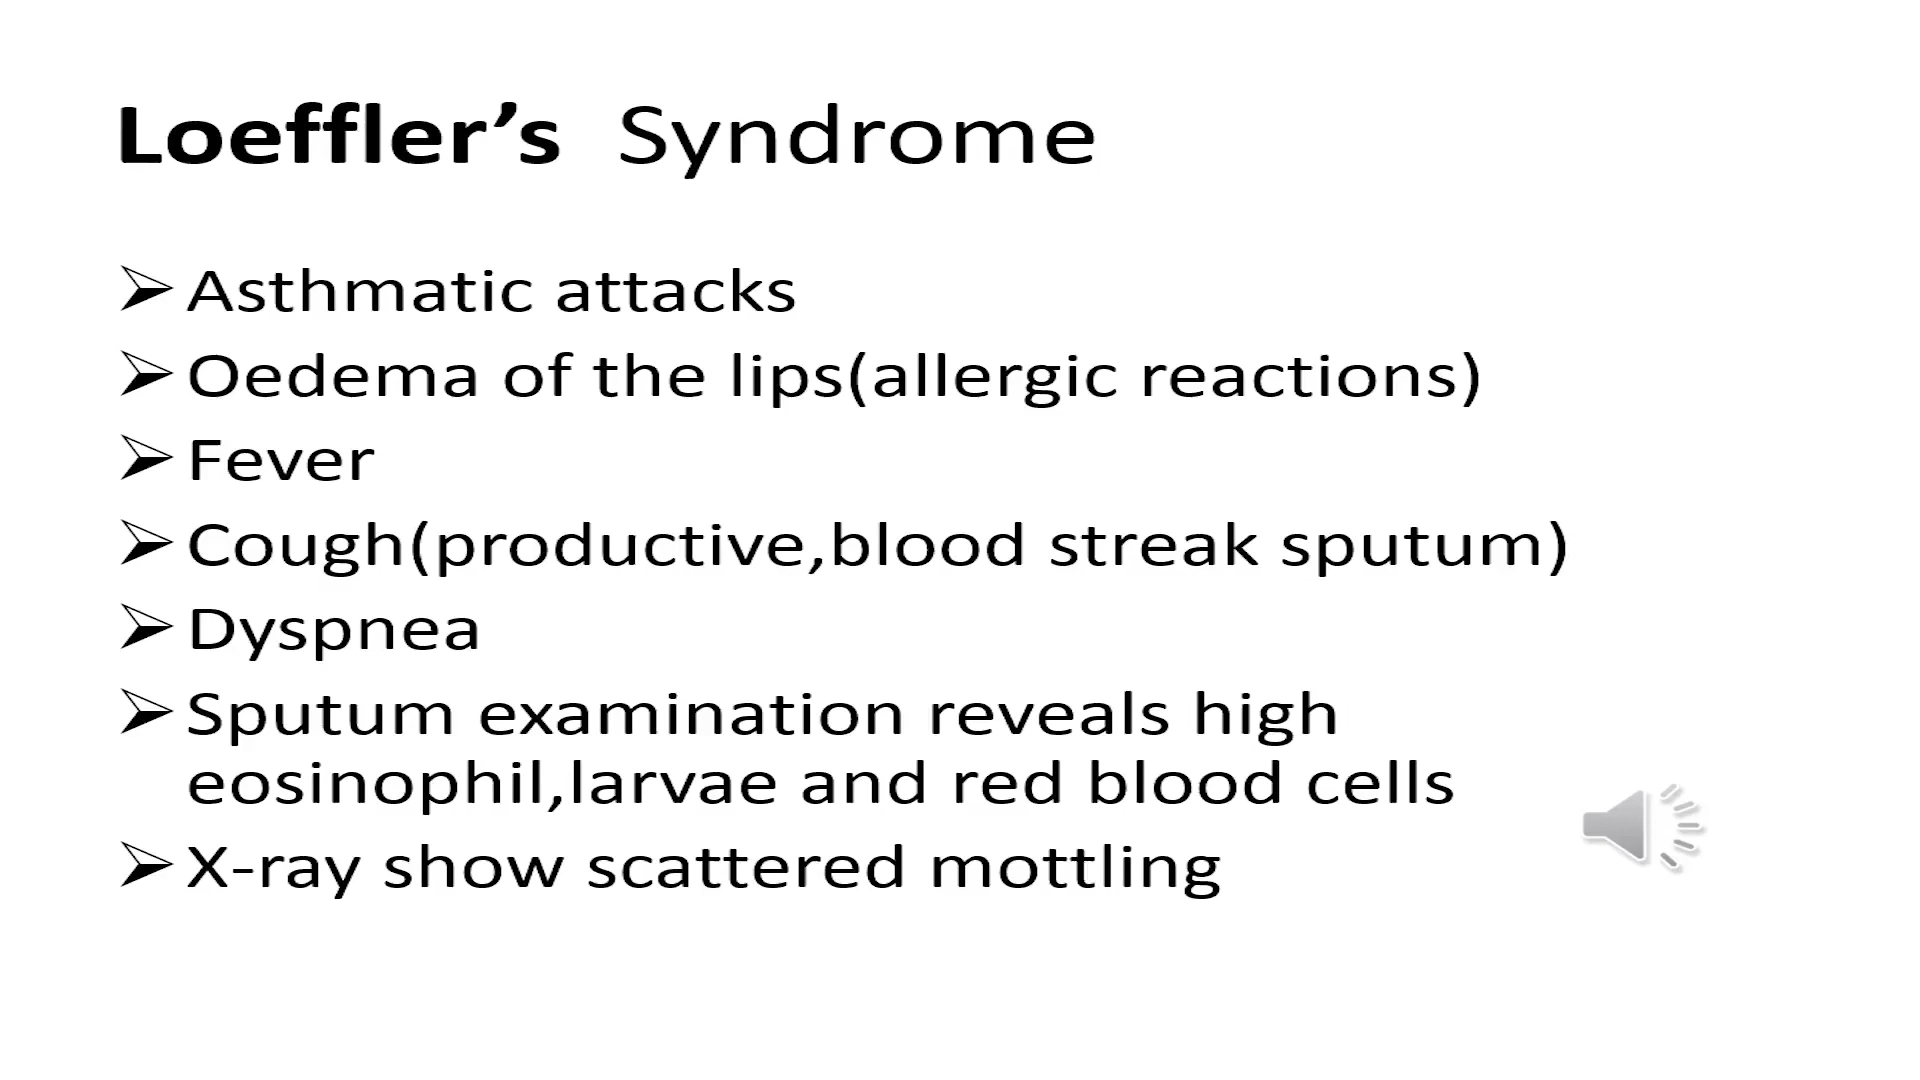 Loeffler’s Syndrome
➢Asthmatic attacks
➢Oedema of the lips(allergic reactions)
➢Fever
➢Cough(productive,blood streak sputum)
➢Dyspnea
➢Sputum examination reveals high
eosinophil,larvae and red blood cells
➢X-ray show scattered mottling